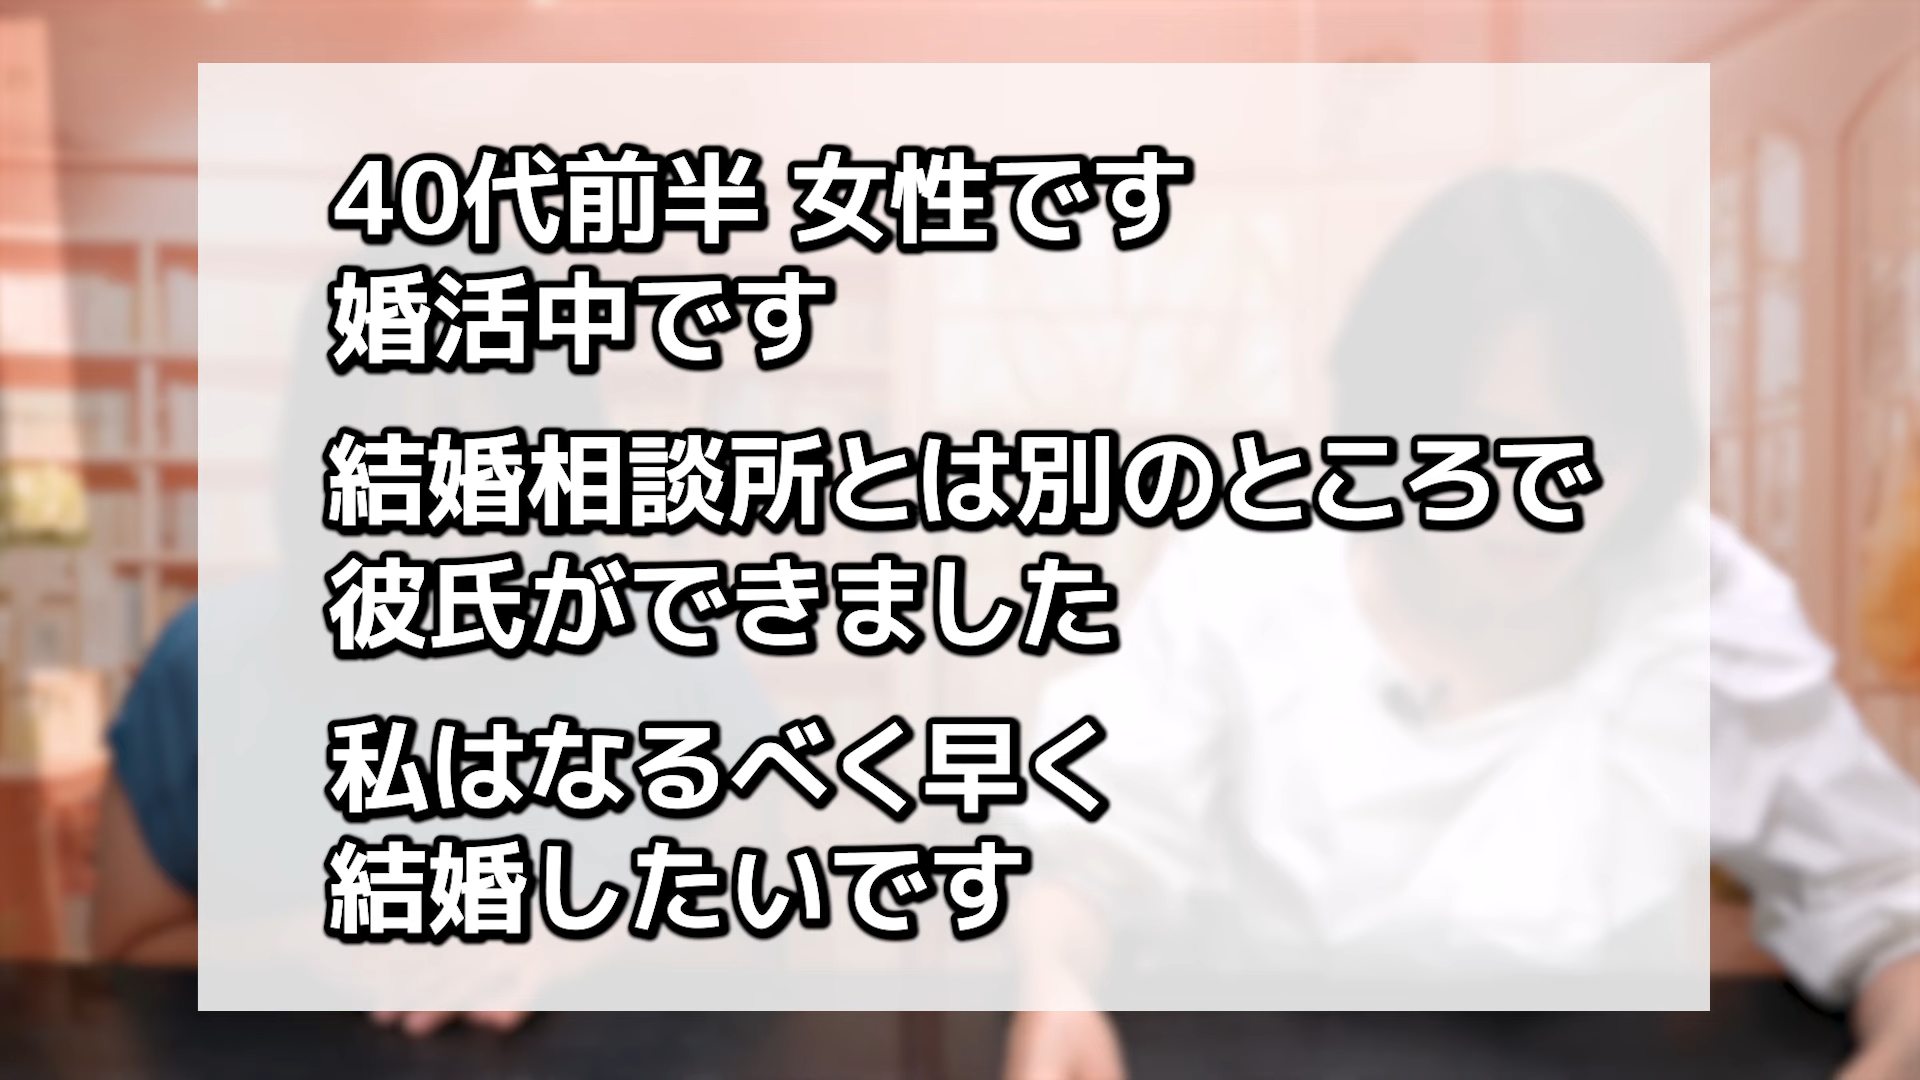 40代前半 女性です
婚活中です
結婚相談所とは別のところで
彼氏ができました
私はなるべく早く
結婚したいです